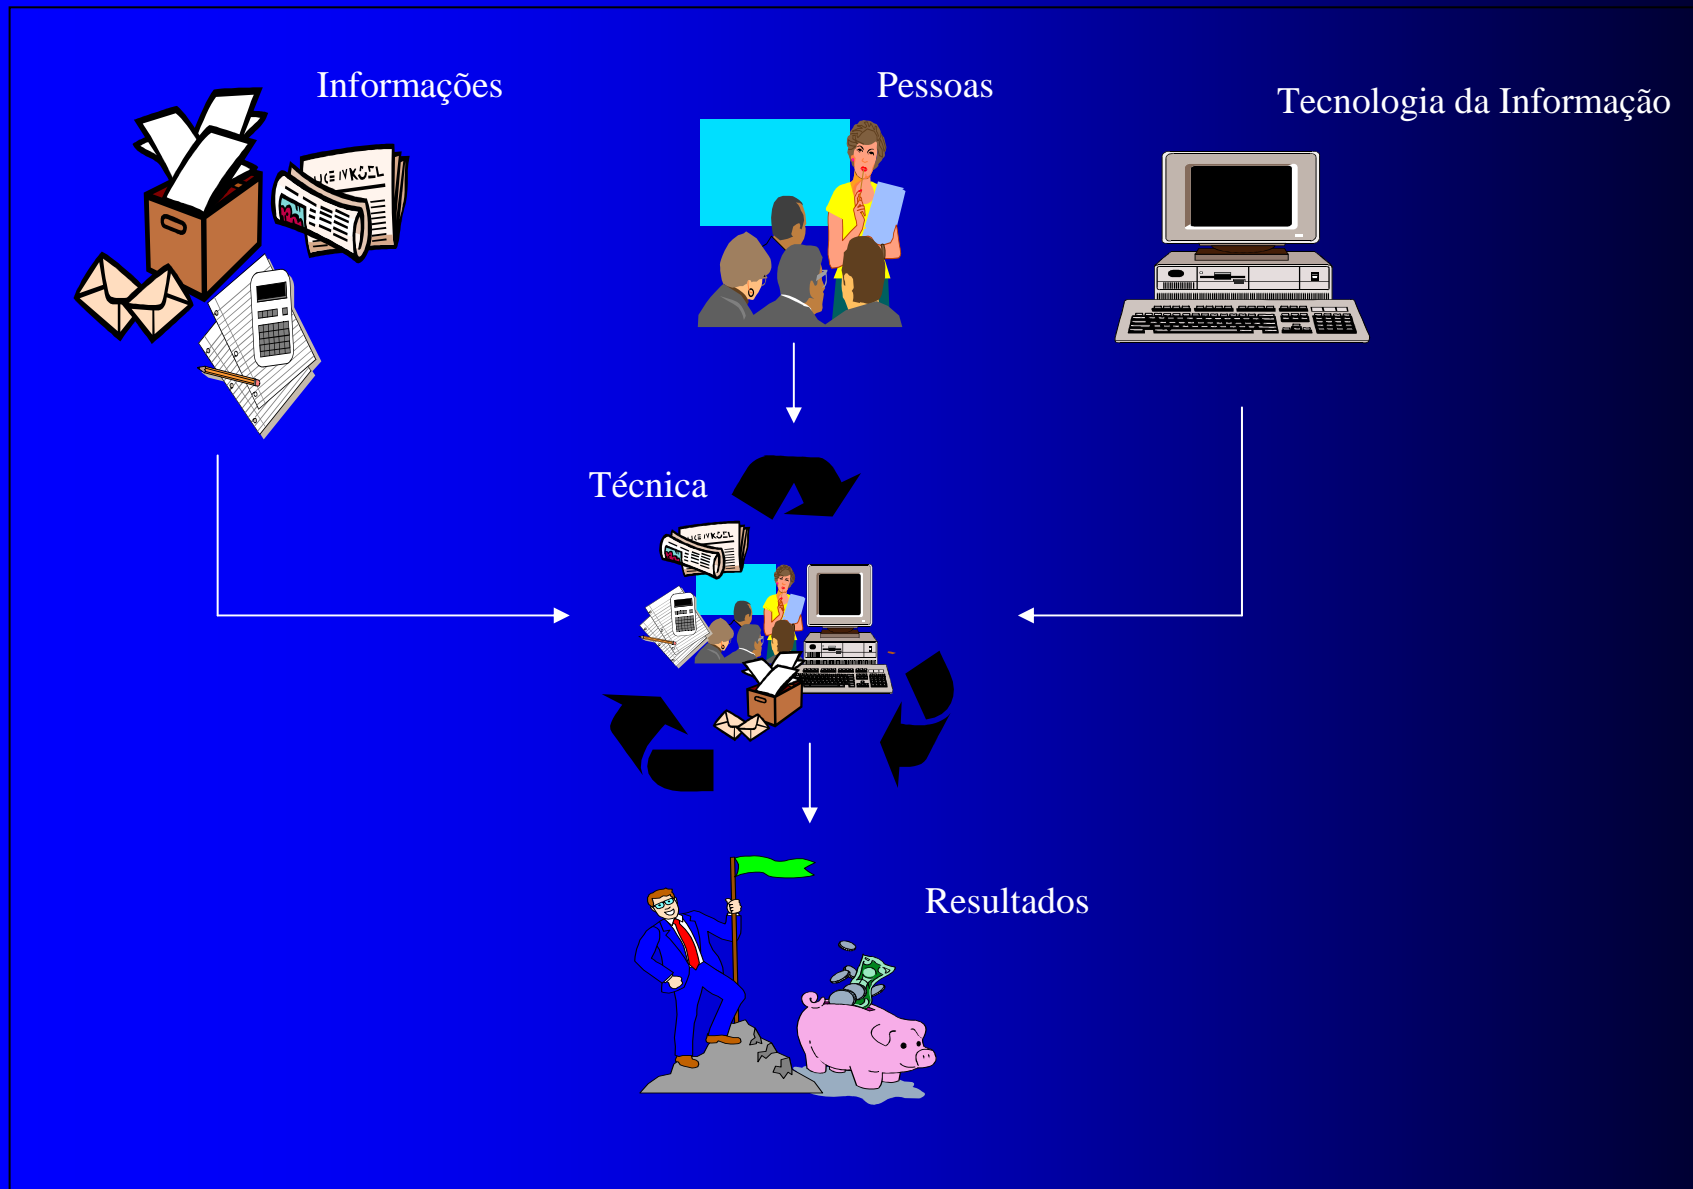 Informações
Pessoas
Tecnologia da Informação
Técnica
Resultados